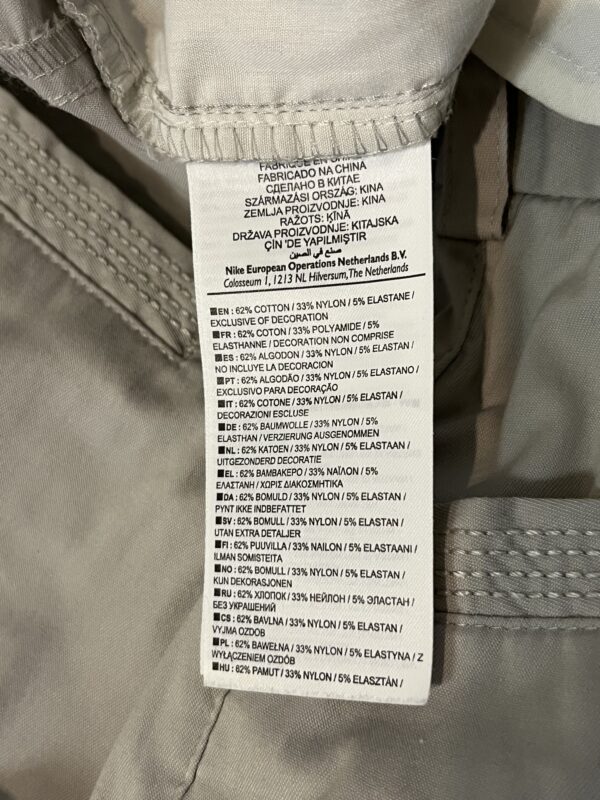 FABRIQUÉ EN CHINE
FABRICADO NA CHINA
СДЕЛАНО В КИТАЕ
SZÁRMAZÁSI ORSZÁG: KINA
ZEMLJA PROIZVODNJE: KINA
RAŽOTS: ĶĪNĀ
DRŽAVA PROIZVODNJE: KITAJSKA
ÇİN 'DE YAPILMIŞTIR
صنع في الصين
Nike European Operations Netherlands B.V.
Colosseum 1, 1213 NL Hilversum, The Netherlands
EN : 62% COTTON / 33% NYLON / 5% ELASTANE /
EXCLUSIVE OF DECORATION
FR : 62% COTON / 33% POLYAMIDE / 5%
ELASTHANNE / DECORATION NON COMPRISE
ES : 62% ALGODON / 33% NYLON / 5% ELASTAN /
NO INCLUYE LA DECORACION
PT : 62% ALGODÃO / 33% NYLON / 5% ELASTANO /
EXCLUSIVO PARA DECORAÇÃO
IT : 62% COTONE / 33% NYLON / 5% ELASTAN /
DECORAZIONI ESCLUSE
DE : 62% BAUMWOLLE / 33% NYLON / 5%
ELASTHAN / VERZIERUNG AUSGENOMMEN
NL : 62% KATOEN / 33% NYLON / 5% ELASTAAN /
UITGEZONDERD DECORATIE
EL : 62% ΒΑΜΒΑΚΕΡΟ / 33% ΝΑΪΛΟΝ / 5%
ΕΛΑΣΤΑΝΗ / ΧΩΡΙΣ ΔΙΑΚΟΣΜΗΤΙΚΑ
DA : 62% BOMULD / 33% NYLON / 5% ELASTAN /
PYNT IKKE INDBEFATTET
SV : 62% BOMULL / 33% NYLON / 5% ELASTAN /
UTAN EXTRA DETALJER
FI : 62% PUUVILLA / 33% NAILON / 5% ELASTAANI /
ILMAN SOMISTEITA
NO : 62% BOMULL / 33% NYLON / 5% ELASTAN /
KUN DEKORASJONEN
RU : 62% ХЛОПОК / 33% НЕЙЛОН / 5% ЭЛАСТАН /
БЕЗ УКРАШЕНИЙ
CS : 62% BAVLNA / 33% NYLON / 5% ELASTAN /
VYJMA OZDOB
PL : 62% BAWEŁNA / 33% NYLON / 5% ELASTYNA / Z
WYŁĄCZENIEM OZDÓB
HU : 62% PAMUT / 33% NYLON / 5% ELASZTÁN /